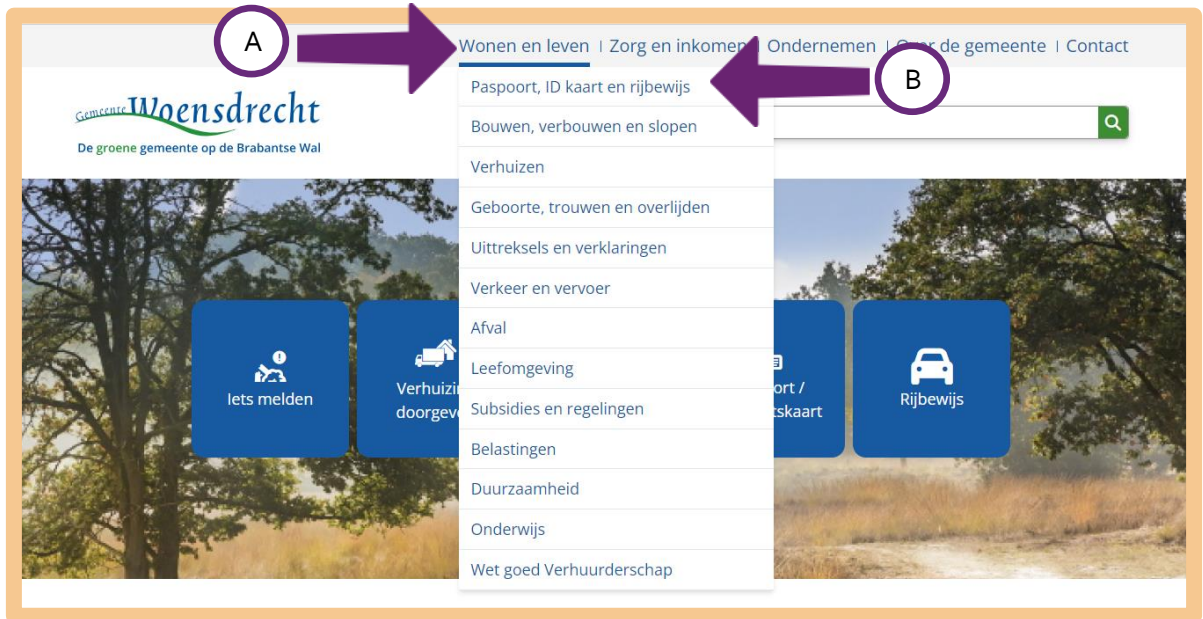 A
Wonen en leven | Zorg en inkomen | Ondernemen | Over de gemeente | Contact
B
Gemeente Woensdrecht
De groene gemeente op de Brabantse Wal
Paspoort, ID kaart en rijbewijs
Bouwen, verbouwen en slopen
Verhuizen
Geboorte, trouwen en overlijden
Uittreksels en verklaringen
Verkeer en vervoer
Afval
Leefomgeving
Subsidies en regelingen
Belastingen
Duurzaamheid
Onderwijs
Wet goed Verhuurderschap
Iets melden
Rijbewijs